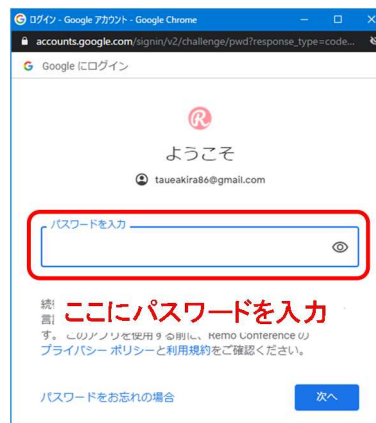 ログイン - Google アカウント - Google Chrome
accounts.google.com/signin/v2/challenge/pwd?response_type=code...
G Google にログイン
R
ようこそ
taueakira86@gmail.com
パスワードを入力
続
ここにパスワードを入力
言
す。このアプリを使用する前に、Remo Conference の
プライバシー ポリシーと利用規約をご確認ください。
パスワードをお忘れの場合
次へ